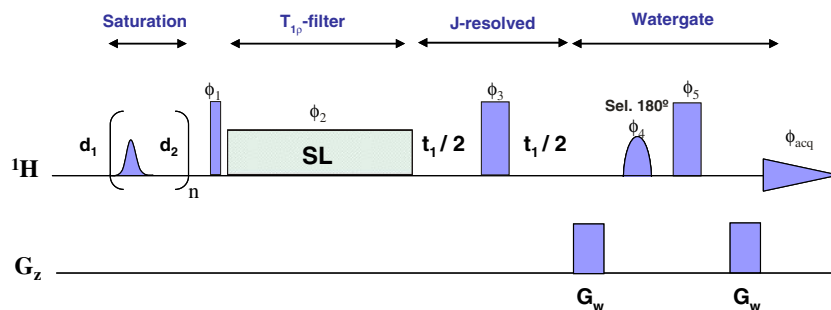 Saturation T1ρ-filter J-resolved Watergate
ϕ1 ϕ2 ϕ3 Sel. 180º ϕ4 ϕ5 ϕacq
d1 d2 n SL t1 / 2 t1 / 2
1H
Gz
Gw Gw